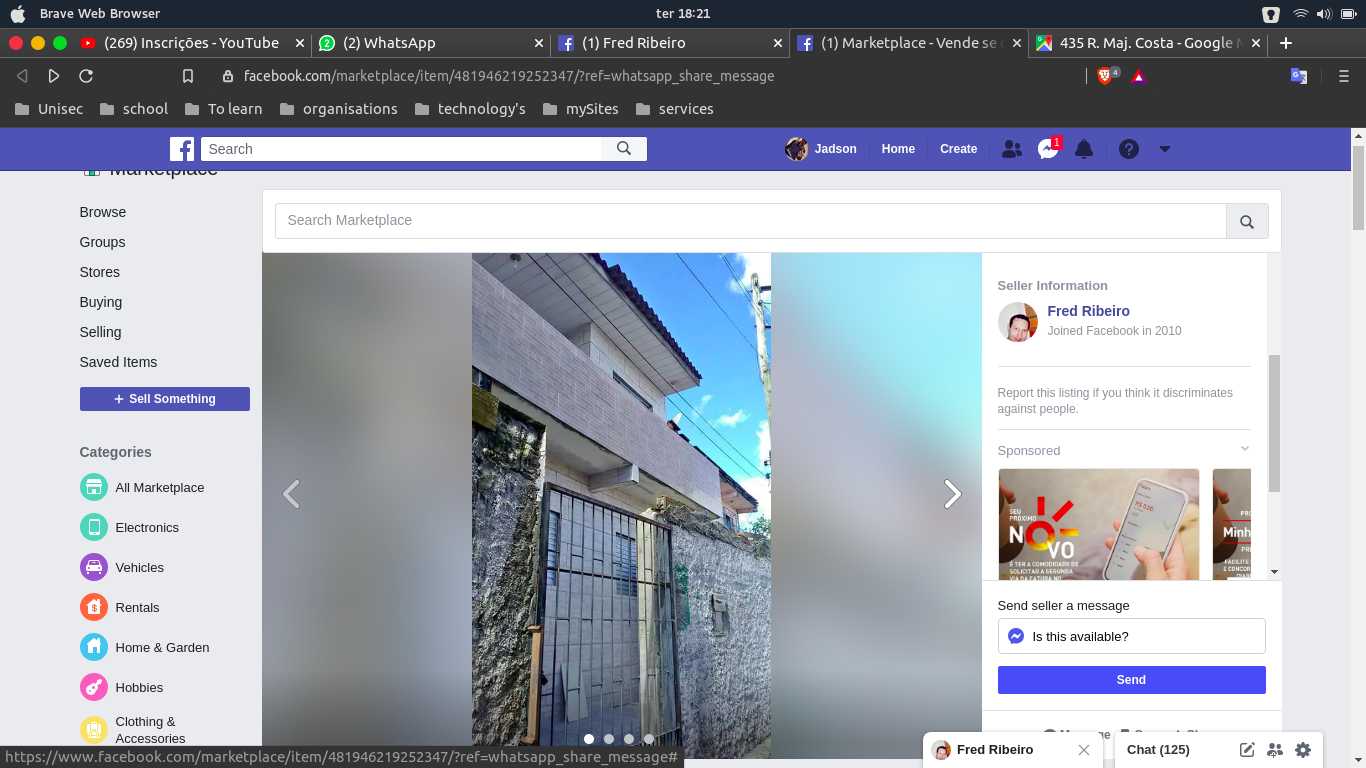 Brave Web Browser
ter 18:21
(269) Inscrições - YouTube
(2) WhatsApp
(1) Fred Ribeiro
(1) Marketplace - Vende se
435 R. Maj. Costa - Google
facebook.com/marketplace/item/481946219252347/?ref=whatsapp_share_message
4
Unisec
school
To learn
organisations
technology's
mySites
services
Search
Jadson
Home
Create
1
Marketplace
Browse
Groups
Stores
Buying
Selling
Saved Items
+ Sell Something
Categories
All Marketplace
Electronics
Vehicles
Rentals
Home & Garden
Hobbies
Clothing &
Accessories
Search Marketplace
Seller Information
Fred Ribeiro
Joined Facebook in 2010
Report this listing if you think it discriminates
against people.
Sponsored
SEU
PRÓXIMO
NOVO
É TER A COMODIDADE DE
SOLICITAR A SEGUNDA
VIA DA FATURA NO
R$ 0,00
Minh
Send seller a message
Is this available?
Send
Fred Ribeiro
Chat (125)
https://www.facebook.com/marketplace/item/481946219252347/?ref=whatsapp_share_message#